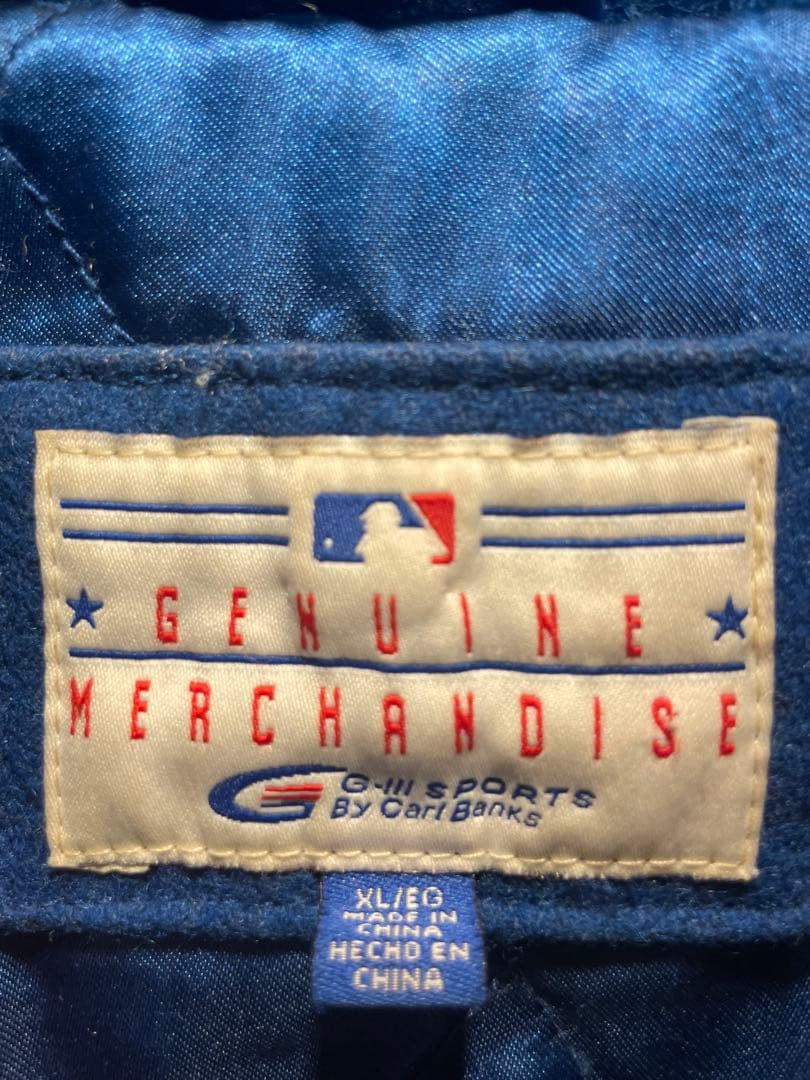 GENUINE
MERCHANDISE
G-III SPORTS
By Carl Banks
XL/EG
MADE IN
CHINA
HECHO EN
CHINA